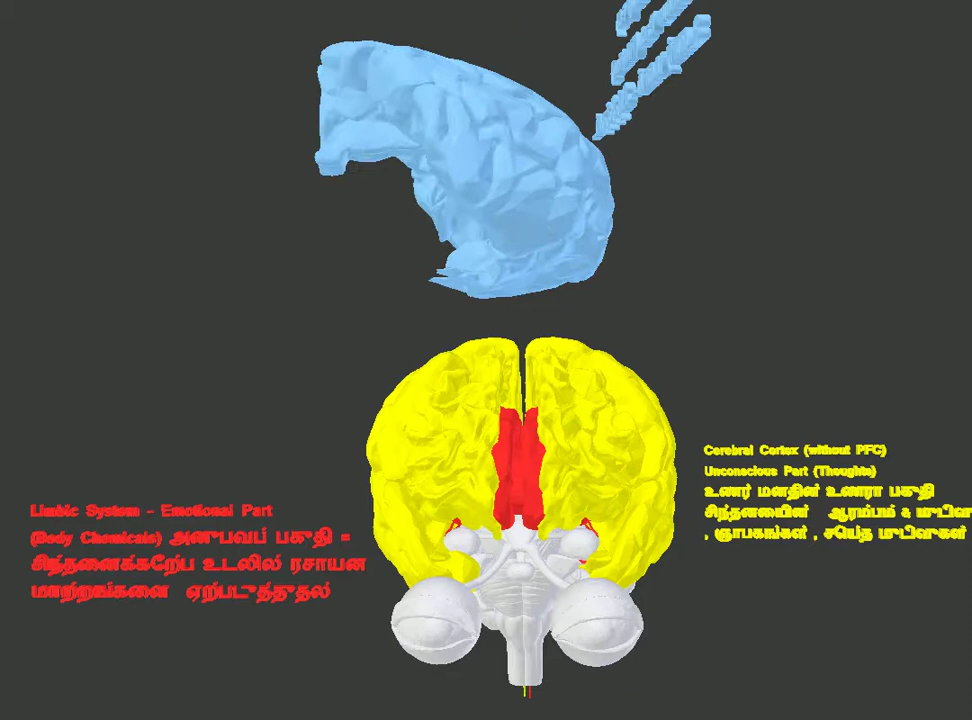 Cerebral Cortex (without PFC)
Unconscious Part (Thoughts)
உணர் மனதின் உணரா பகுதி
சிந்தனையின் ஆரம்பம் &
, ஞாபகங்கள் , செய்த முடிவுகள்
Limbic System - Emotional Part
(Body Chemicals) அனுபவப் பகுதி =
சிந்தனைக்கேற்ப உடலில் ரசாயன
மாற்றங்களை ஏற்படுத்துதல்